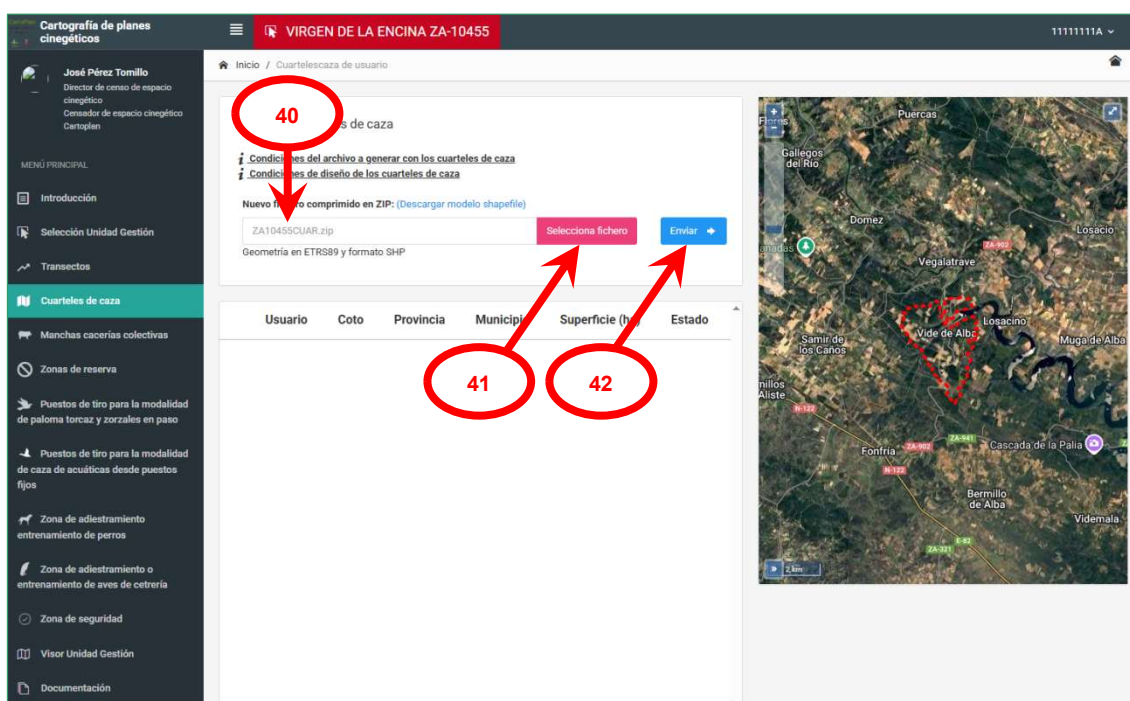 Cartografía de planes
cinegéticos
VIRGEN DE LA ENCINA ZA-10455
11111111A
José Pérez Tomillo
Director de censo de espacio
cinegético
Censador de espacio cinegético
Cartoplan
MENÚ PRINCIPAL
Introducción
Selección Unidad Gestión
Transectos
Cuarteles de caza
Manchas cacerías colectivas
Zonas de reserva
Puestos de tiro para la modalidad
de paloma torcaz y zorzales en paso
Puestos de tiro para la modalidad
de caza de acuáticas desde puestos
fijos
Zona de adiestramiento
entrenamiento de perros
Zona de adiestramiento o
entrenamiento de aves de cetrería
Zona de seguridad
Visor Unidad Gestión
Documentación
Inicio / Cuartelescaza de usuario
40
s de caza
Condiciones del archivo a generar con los cuarteles de caza
Condiciones de diseño de los cuarteles de caza
Nuevo fichero comprimido en ZIP: (Descargar modelo shapefile)
ZA10455CUAR.zip
Selecciona fichero
Enviar
Geometría en ETRS89 y formato SHP
Usuario Coto Provincia Municipio Superficie (ha) Estado
41
42
Puercas
Flores
Gallegos
del Río
Domez
Losacio
ZA-902
Vegalatrave
Losacino
Vide de Alba
Samir de
los Caños
Muga de Alba
nillos
Aliste
N-122
ZA-941
ZA-902
Cascada de la Palla
Fonfría
N-122
Bermillo
de Alba
Videmala
E-82
ZA-321
2 km